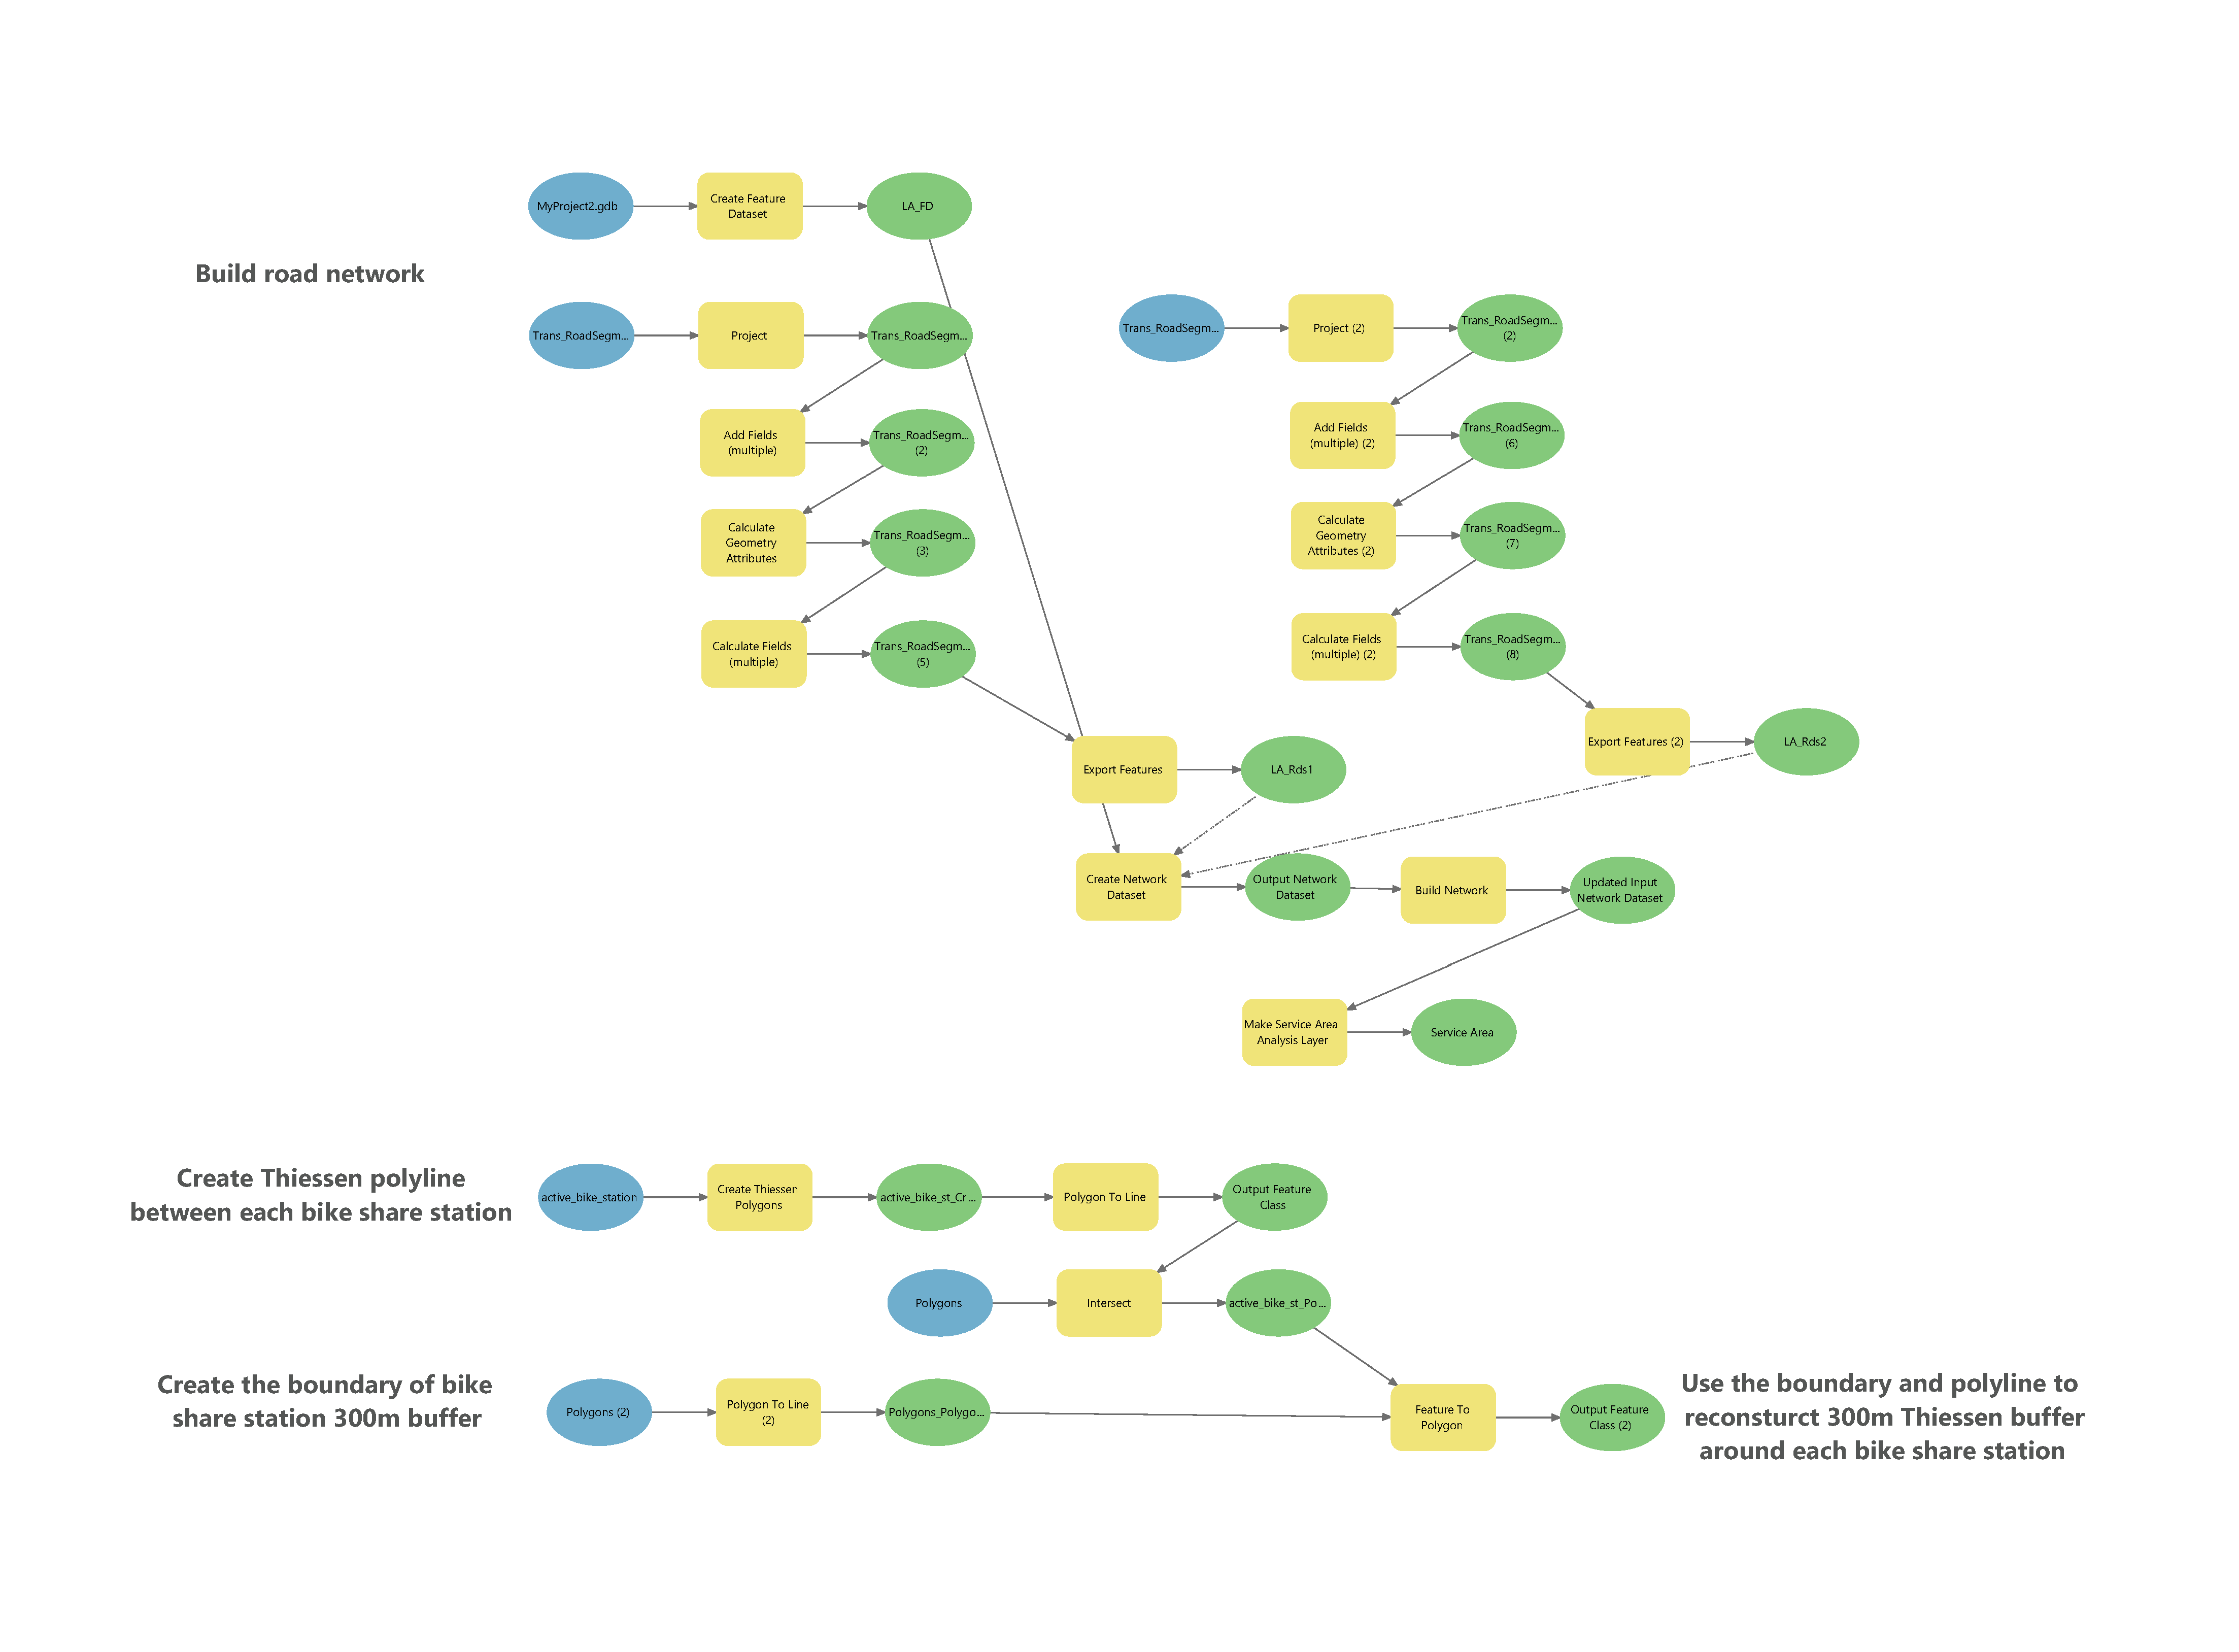 MyProject2.gdb
Create Feature
Dataset
LA_FD
Build road network
Trans_RoadSegm...
Project
Trans_RoadSegm...
Trans_RoadSegm...
Project (2)
Trans_RoadSegm...
(2)
Add Fields
(multiple)
Trans_RoadSegm...
(2)
Add Fields
(multiple) (2)
Trans_RoadSegm...
(6)
Calculate
Geometry
Attributes
Trans_RoadSegm...
(3)
Calculate
Geometry
Attributes (2)
Trans_RoadSegm...
(7)
Calculate Fields
(multiple)
Trans_RoadSegm...
(5)
Calculate Fields
(multiple) (2)
Trans_RoadSegm...
(8)
Export Features
LA_Rds1
Export Features (2)
LA_Rds2
Create Network
Dataset
Output Network
Dataset
Build Network
Updated Input
Network Dataset
Make Service Area
Analysis Layer
Service Area
Create Thiessen polyline
between each bike share station
active_bike_station
Create Thiessen
Polygons
active_bike_st_Cr...
Polygon To Line
Output Feature
Class
Polygons
Intersect
active_bike_st_Po...
Create the boundary of bike
share station 300m buffer
Polygons (2)
Polygon To Line
(2)
Polygons_Polygo...
Feature To
Polygon
Output Feature
Class (2)
Use the boundary and polyline to
reconsturct 300m Thiessen buffer
around each bike share station